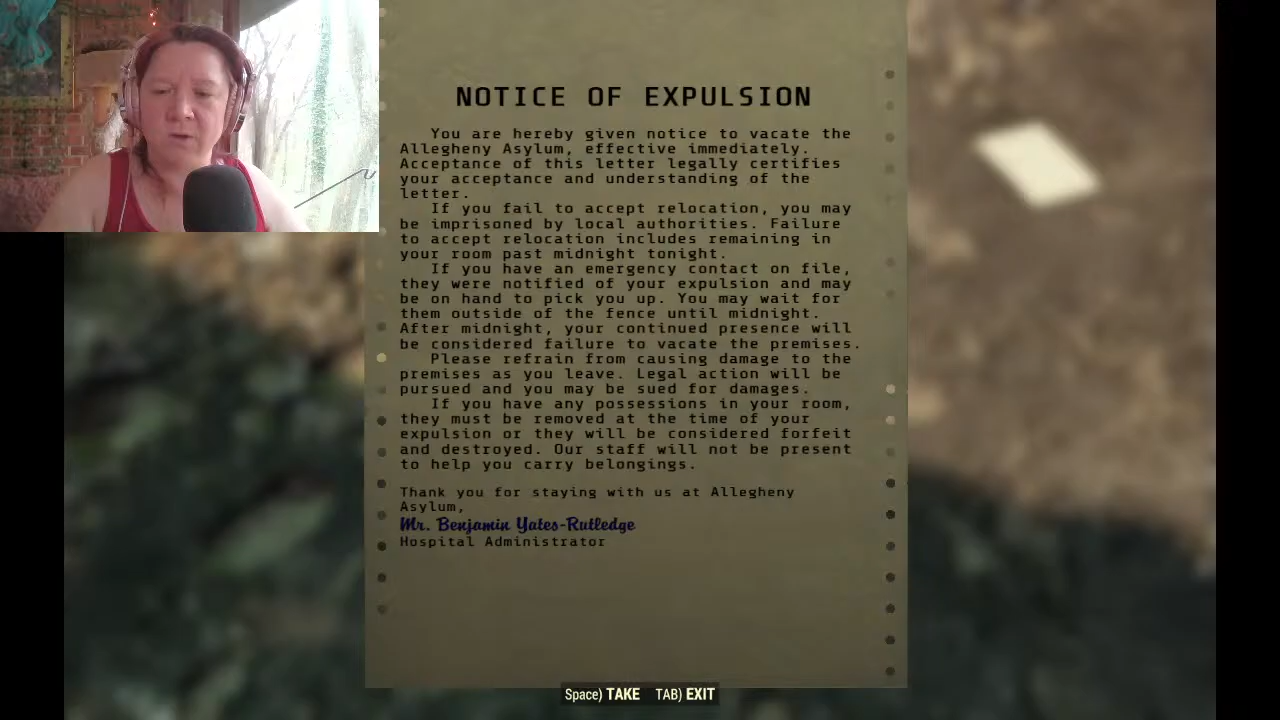 NOTICE OF EXPULSION
You are hereby given notice to vacate the
Allegheny Asylum, effective immediately.
Acceptance of this letter legally certifies
your acceptance and understanding of the
letter.
If you fail to accept relocation, you may
be imprisoned by local authorities. Failure
to accept relocation includes remaining in
your room past midnight tonight.
If you have an emergency contact on file,
they were notified of your expulsion and may
be on hand to pick you up. You may wait for
them outside of the fence until midnight.
After midnight, your continued presence will
be considered failure to vacate the premises.
Please refrain from causing damage to the
premises as you leave. Legal action will be
pursued and you may be sued for damages.
If you have any possessions in your room,
they must be removed at the time of your
expulsion or they will be considered forfeit
and destroyed. Our staff will not be present
to help you carry belongings.
Thank you for staying with us at Allegheny
Asylum,
Mr. Benjamin Yates-Rutledge
Hospital Administrator
Space) TAKE TAB) EXIT